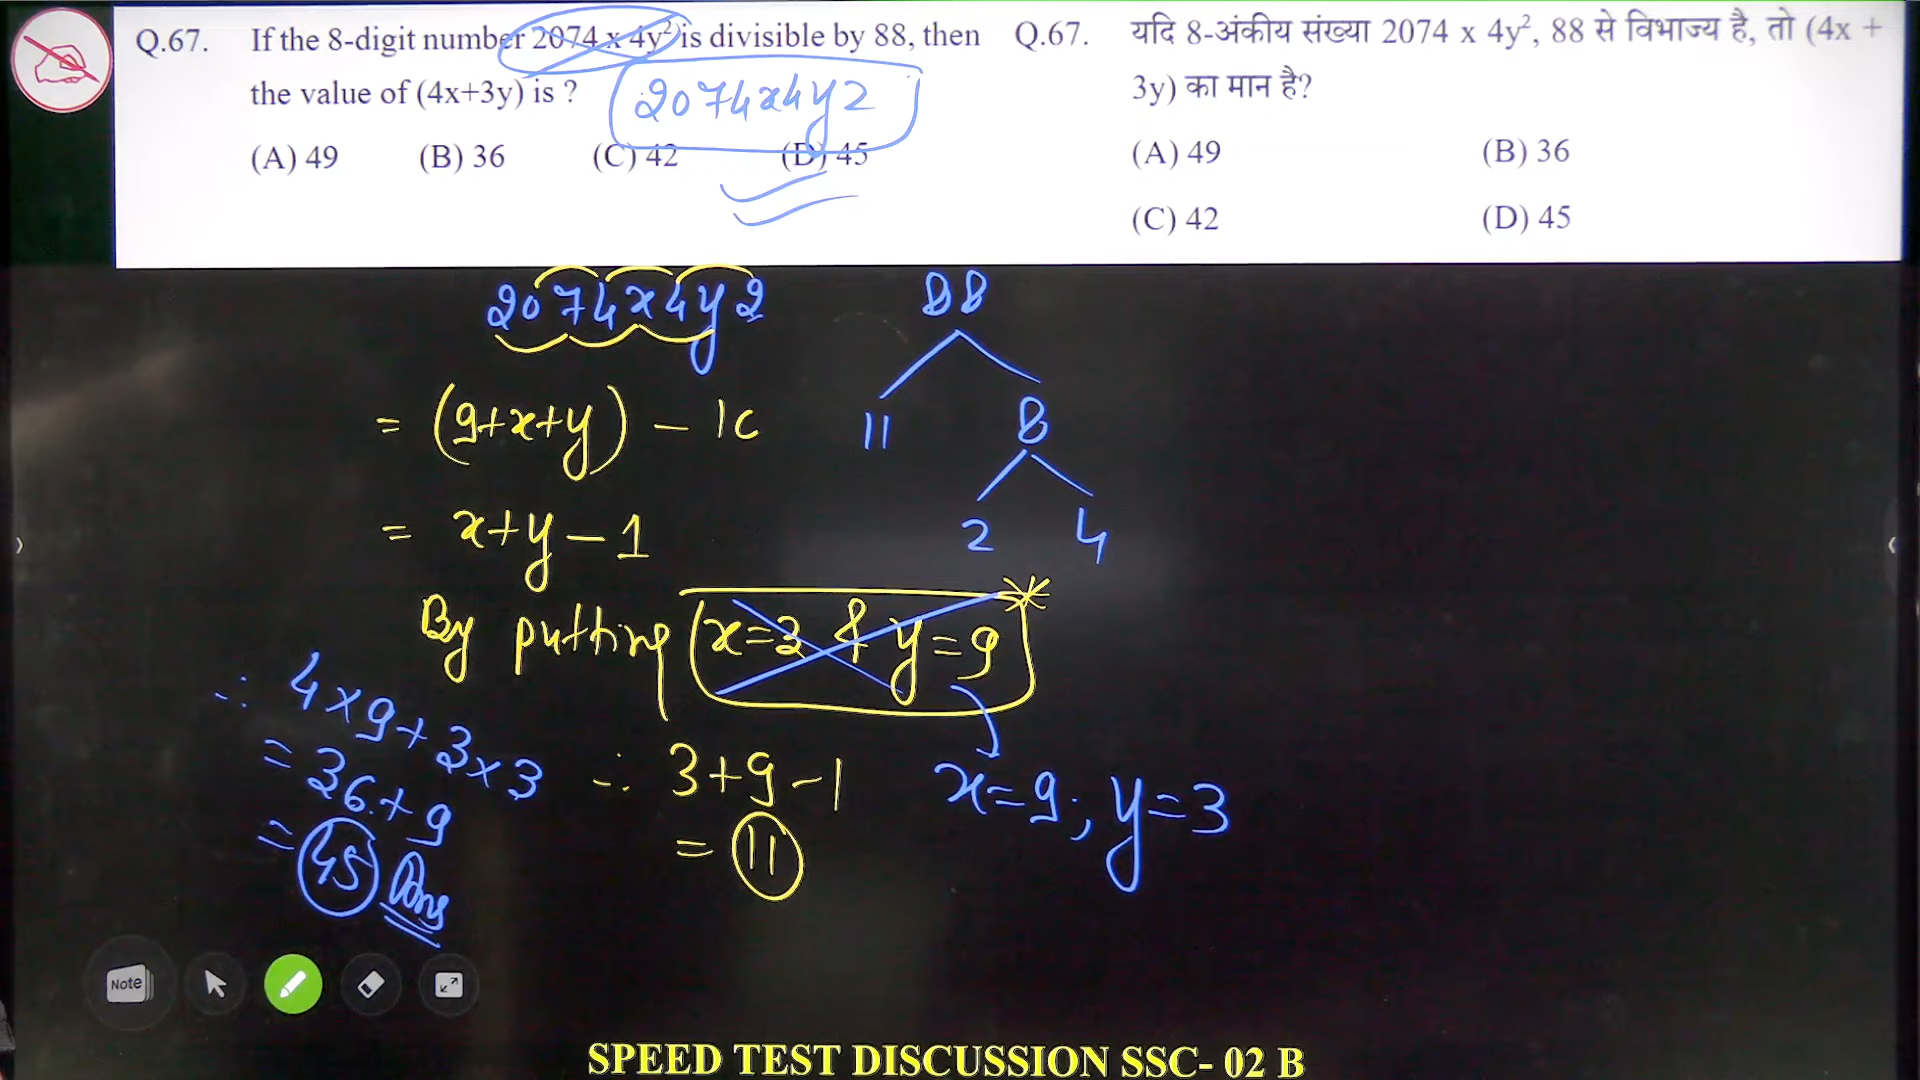 Q.67. If the 8-digit number 2074 x 4y² is divisible by 88, then
the value of (4x+3y) is ?
2074x4y2
(A) 49 (B) 36 (C) 42 (D) 45
Q.67. यदि 8-अंकीय संख्या 2074 x 4y², 88 से विभाज्य है, तो (4x +
3y) का मान है?
(A) 49 (B) 36
(C) 42 (D) 45
2074x4y2
= (9+x+y) - 10
= x+y-1
By putting (x=3 & y=9)
∴ 3+9-1
= 11
88
11 8
2 4
x=9; y=3
∴ 4×9+3×3
= 36+9
= 45 Ans
Note
SPEED TEST DISCUSSION SSC- 02 B